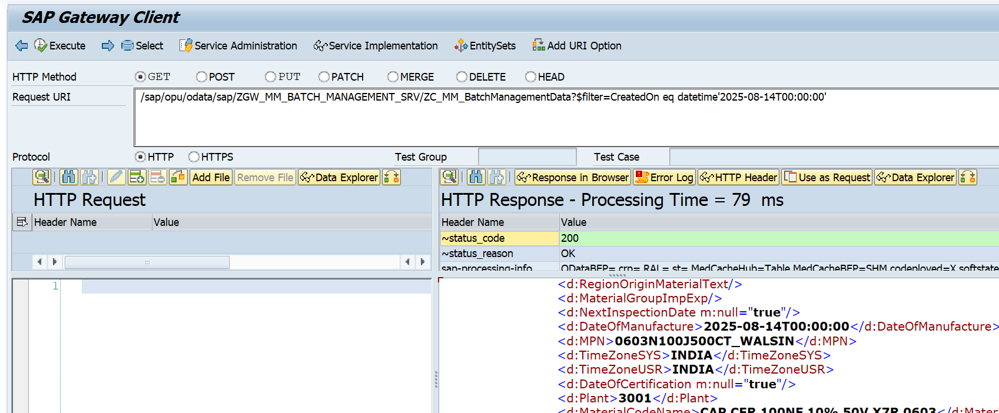 SAP Gateway Client
Execute Select Service Administration Service Implementation EntitySets Add URI Option
HTTP Method GET POST PUT PATCH MERGE DELETE HEAD
Request URI /sap/opu/odata/sap/ZGW_MM_BATCH_MANAGEMENT_SRV/ZC_MM_BatchManagementData?$filter=CreatedOn eq datetime'2025-08-14T00:00:00'
Protocol HTTP HTTPS Test Group Test Case
Add File Remove File Data Explorer
HTTP Request
Header Name Value
1
Response in Browser Error Log HTTP Header Use as Request Data Explorer
HTTP Response - Processing Time = 79 ms
Header Name Value
~status_code 200
~status_reason OK
sap-processing-info ODataBEP= crp= RAL= st= MedCacheHub=Table MedCacheBEP=SHM codeployed=X softstate
<d:RegionOriginMaterialText/>
<d:MaterialGroupImpExp/>
<d:NextInspectionDate m:null="true"/>
<d:DateOfManufacture>2025-08-14T00:00:00</d:DateOfManufacture>
<d:MPN>0603N100J500CT_WALSIN</d:MPN>
<d:TimeZoneSYS>INDIA</d:TimeZoneSYS>
<d:TimeZoneUSR>INDIA</d:TimeZoneUSR>
<d:DateOfCertification m:null="true"/>
<d:Plant>3001</d:Plant>
<d:MaterialCodeName>CAP CER 100NF 10% 50V X7R 0603</d:Mater